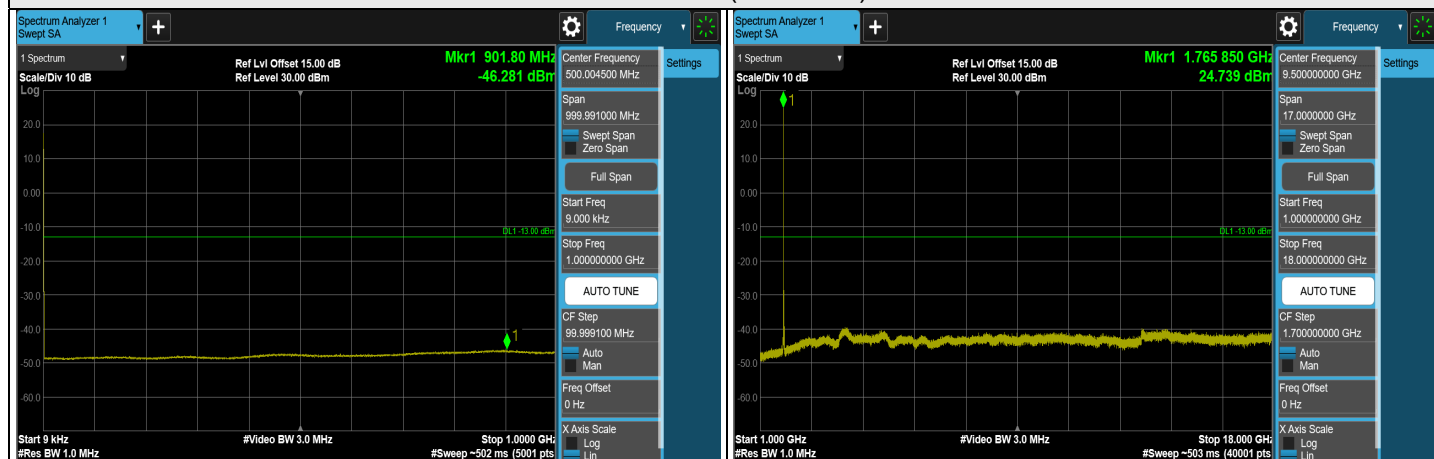 Spectrum Analyzer 1
Swept SA
+
Frequency
1 Spectrum
Scale/Div 10 dB
Log
Ref Lvl Offset 15.00 dB
Ref Level 30.00 dBm
Mkr1 901.80 MHz
-46.281 dBm
20.0
10.0
0.00
-10.0
-20.0
-30.0
-40.0
-50.0
-60.0
DL1 -13.00 dBm
1
Start 9 kHz
#Res BW 1.0 MHz
#Video BW 3.0 MHz
Stop 1.0000 GHz
#Sweep ~502 ms (5001 pts
Center Frequency
500.004500 MHz
Span
999.991000 MHz
Swept Span
Zero Span
Full Span
Start Freq
9.000 kHz
Stop Freq
1.000000000 GHz
AUTO TUNE
CF Step
99.999100 MHz
Auto
Man
Freq Offset
0 Hz
X Axis Scale
Log
Lin
Settings
Spectrum Analyzer 1
Swept SA
+
Frequency
1 Spectrum
Scale/Div 10 dB
Log
Ref Lvl Offset 15.00 dB
Ref Level 30.00 dBm
Mkr1 1.765 850 GHz
24.739 dBm
1
20.0
10.0
0.00
-10.0
-20.0
-30.0
-40.0
-50.0
-60.0
DL1 -13.00 dBm
Start 1.000 GHz
#Res BW 1.0 MHz
#Video BW 3.0 MHz
Stop 18.000 GHz
#Sweep ~503 ms (40001 pts
Center Frequency
9.500000000 GHz
Span
17.0000000 GHz
Swept Span
Zero Span
Full Span
Start Freq
1.000000000 GHz
Stop Freq
18.000000000 GHz
AUTO TUNE
CF Step
1.700000000 GHz
Auto
Man
Freq Offset
0 Hz
X Axis Scale
Log
Lin
Settings